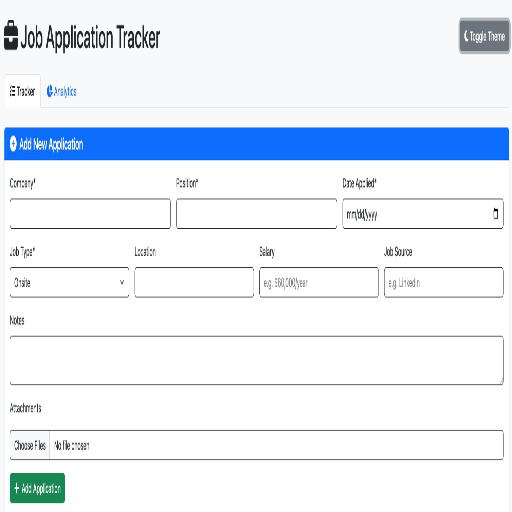 Job Application Tracker
Toggle Theme
Tracker Analytics
Add New Application
Company* Position* Date Applied*
mm/dd/yyyy
Job Type* Location Salary Job Source
Onsite e.g. $60,000/year e.g. LinkedIn
Notes
Attachments
Choose Files No file chosen
+ Add Application